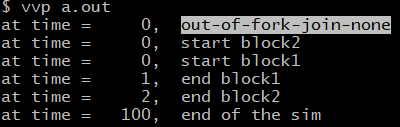 $ vvp a.out
at time =    0,  out-of-fork-join-none
at time =    0,  start block2
at time =    0,  start block1
at time =    1,  end block1
at time =    2,  end block2
at time =  100,  end of the sim